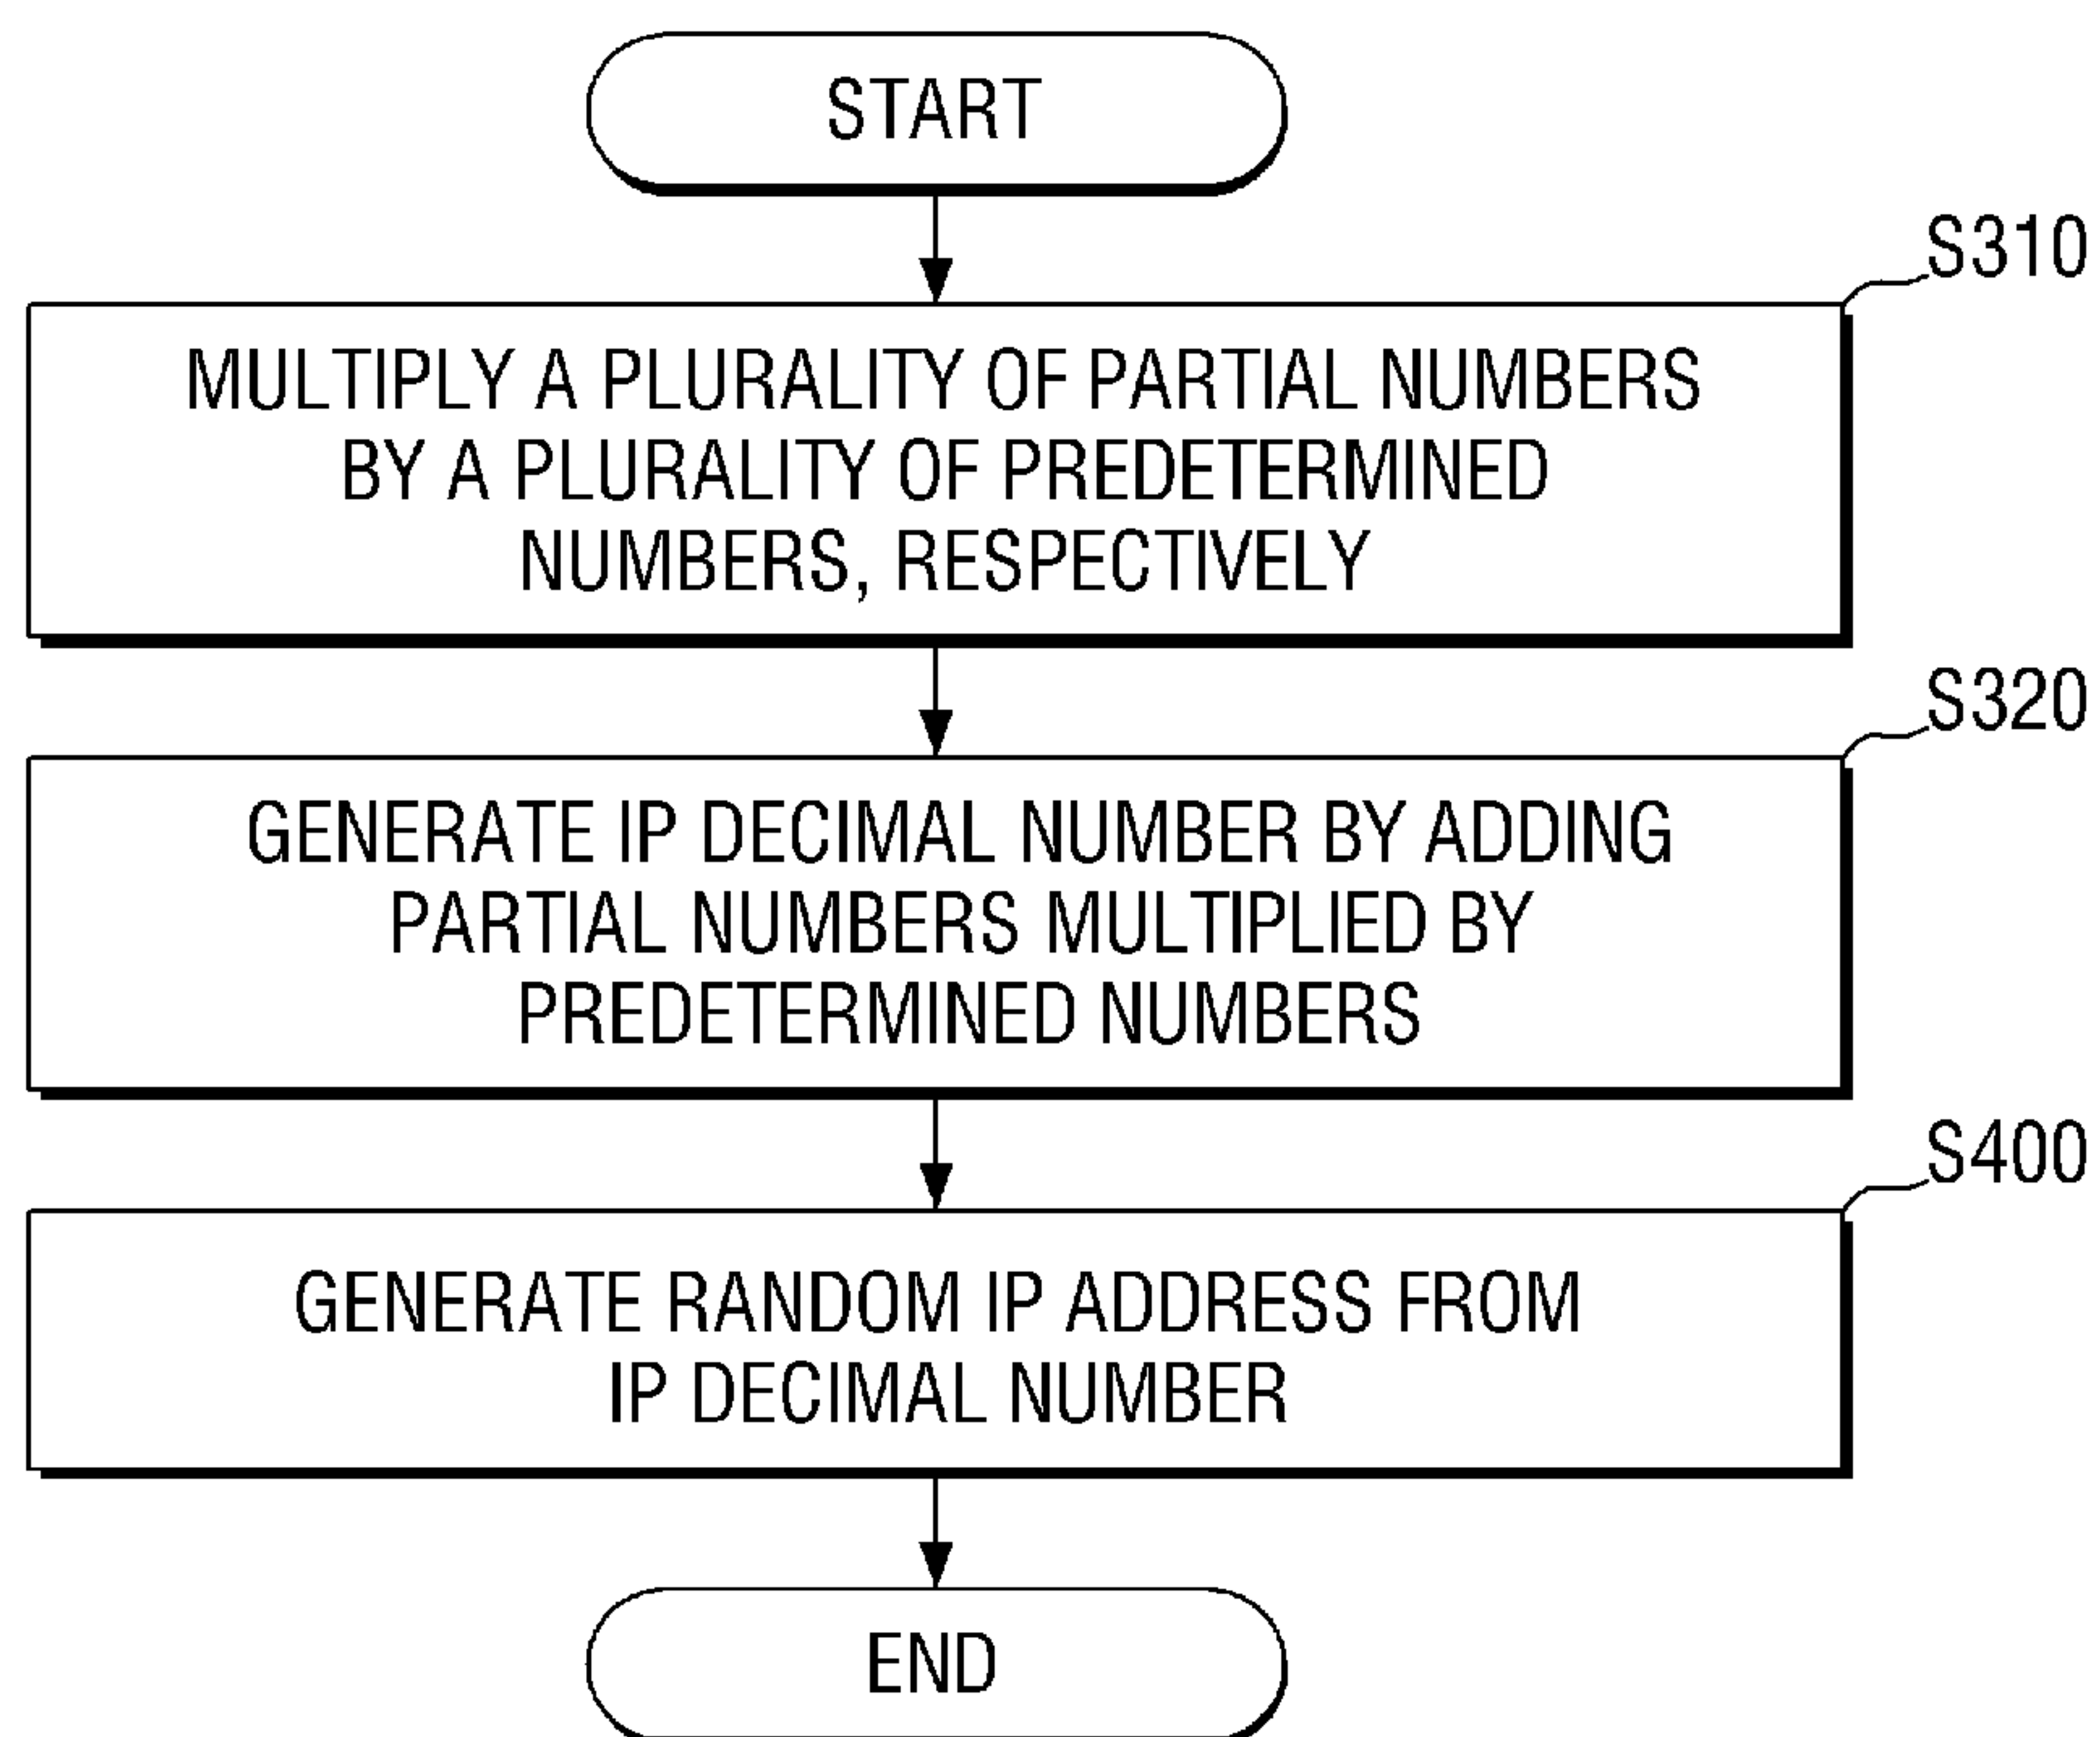 START
S310
MULTIPLY A PLURALITY OF PARTIAL NUMBERS
BY A PLURALITY OF PREDETERMINED
NUMBERS, RESPECTIVELY
S320
GENERATE IP DECIMAL NUMBER BY ADDING
PARTIAL NUMBERS MULTIPLIED BY
PREDETERMINED NUMBERS
S400
GENERATE RANDOM IP ADDRESS FROM
IP DECIMAL NUMBER
END